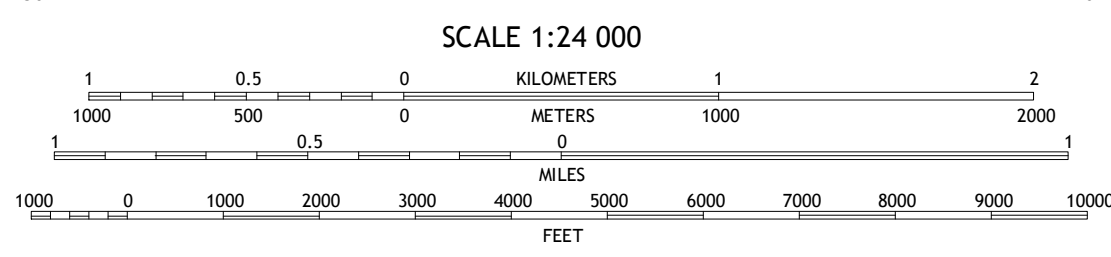 SCALE 1:24 000
1 0.5 0 KILOMETERS 1 2
1000 500 0 METERS 1000 2000
1 0.5 0 1
MILES
1000 0 1000 2000 3000 4000 5000 6000 7000 8000 9000 10000
FEET